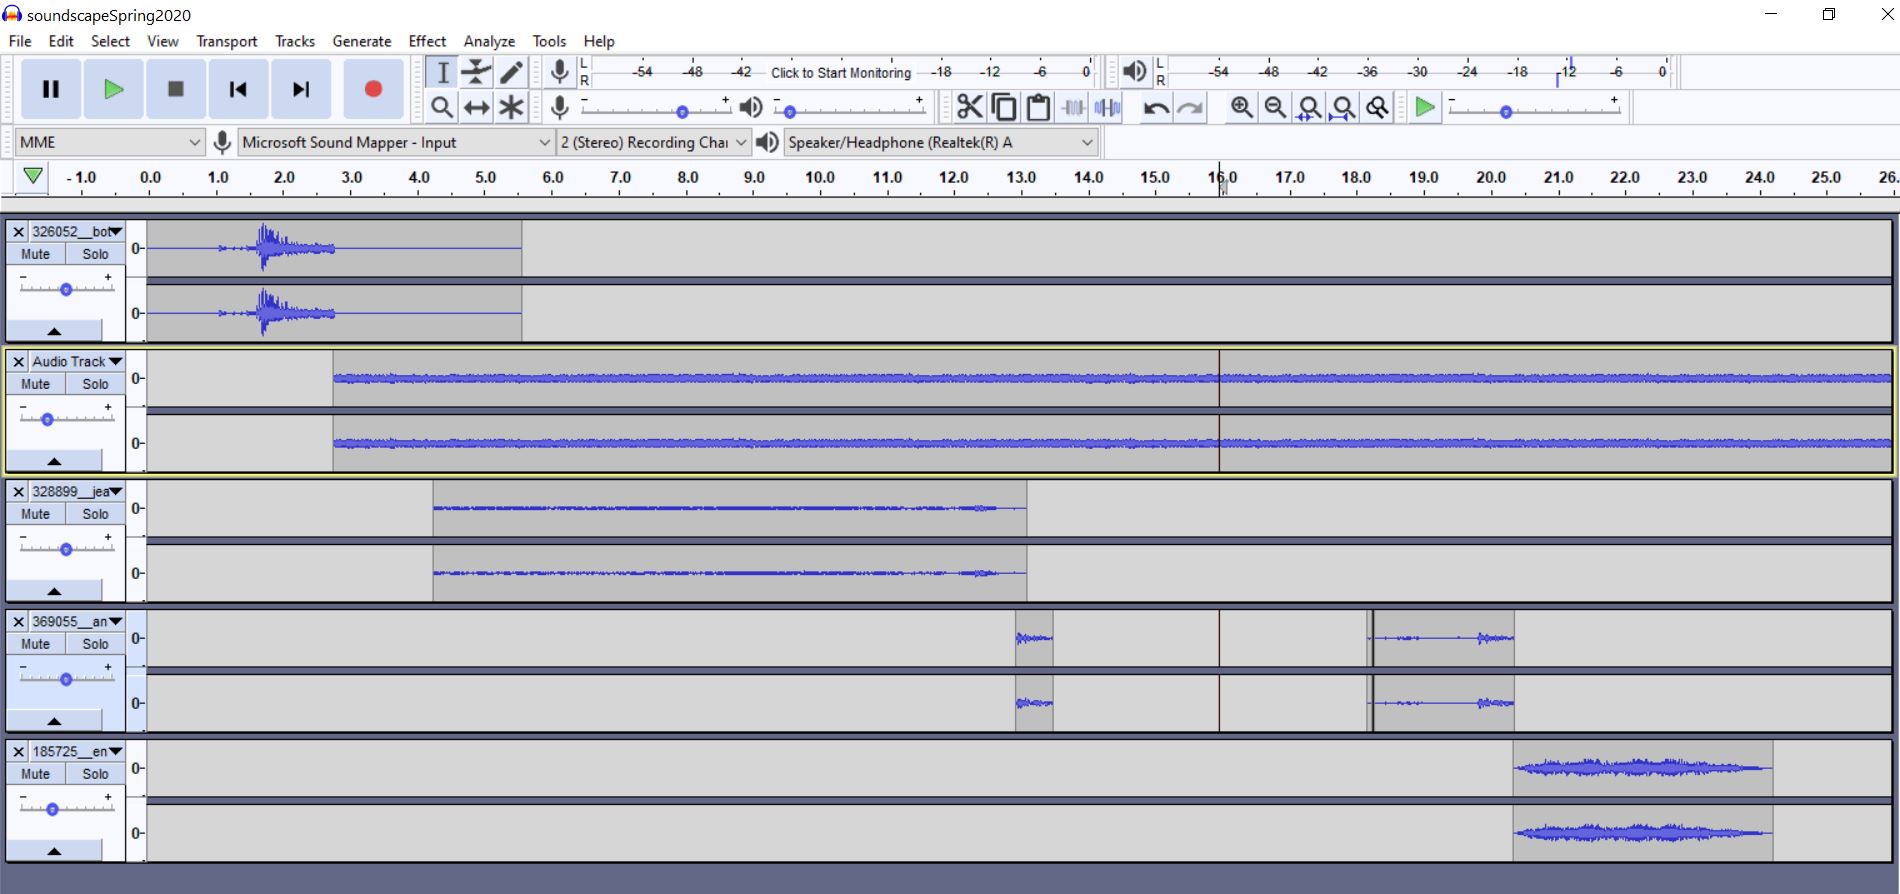 soundscapeSpring2020
File Edit Select View Transport Tracks Generate Effect Analyze Tools Help
L R -54 -48 -42 Click to Start Monitoring -18 -12 -6 0 L R -54 -48 -42 -36 -30 -24 -18 -12 -6 0
- + - + - +
MME Microsoft Sound Mapper - Input 2 (Stereo) Recording Chai Speaker/Headphone (Realtek(R) A
-1.0 0.0 1.0 2.0 3.0 4.0 5.0 6.0 7.0 8.0 9.0 10.0 11.0 12.0 13.0 14.0 15.0 16.0 17.0 18.0 19.0 20.0 21.0 22.0 23.0 24.0 25.0 26.
326052__bot
Mute Solo 0-
- +
0-
Audio Track
Mute Solo 0-
- +
0-
328899__jea
Mute Solo 0-
- +
0-
369055__an
Mute Solo 0-
- +
0-
185725__en
Mute Solo 0-
- +
0-